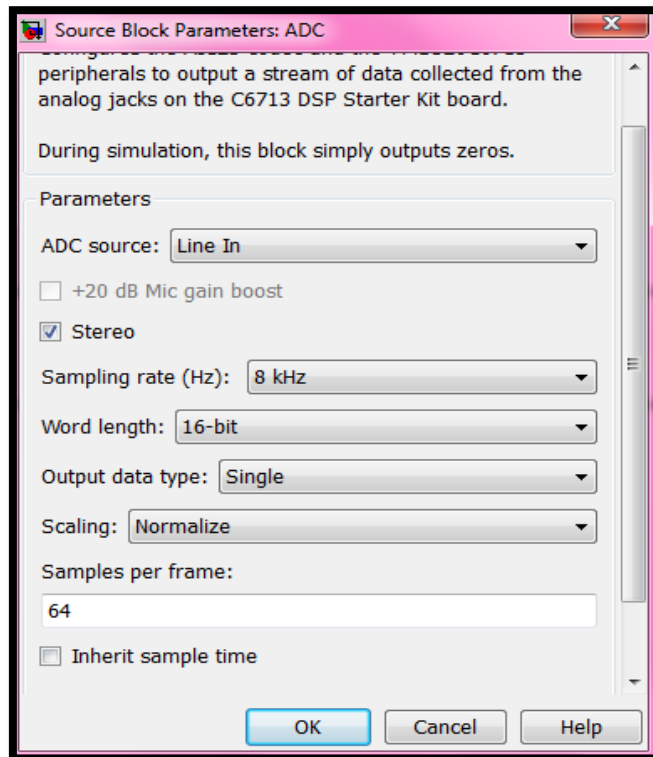 Source Block Parameters: ADC
peripherals to output a stream of data collected from the
analog jacks on the C6713 DSP Starter Kit board.
During simulation, this block simply outputs zeros.
Parameters
ADC source: Line In
+20 dB Mic gain boost
Stereo
Sampling rate (Hz): 8 kHz
Word length: 16-bit
Output data type: Single
Scaling: Normalize
Samples per frame:
64
Inherit sample time
OK Cancel Help